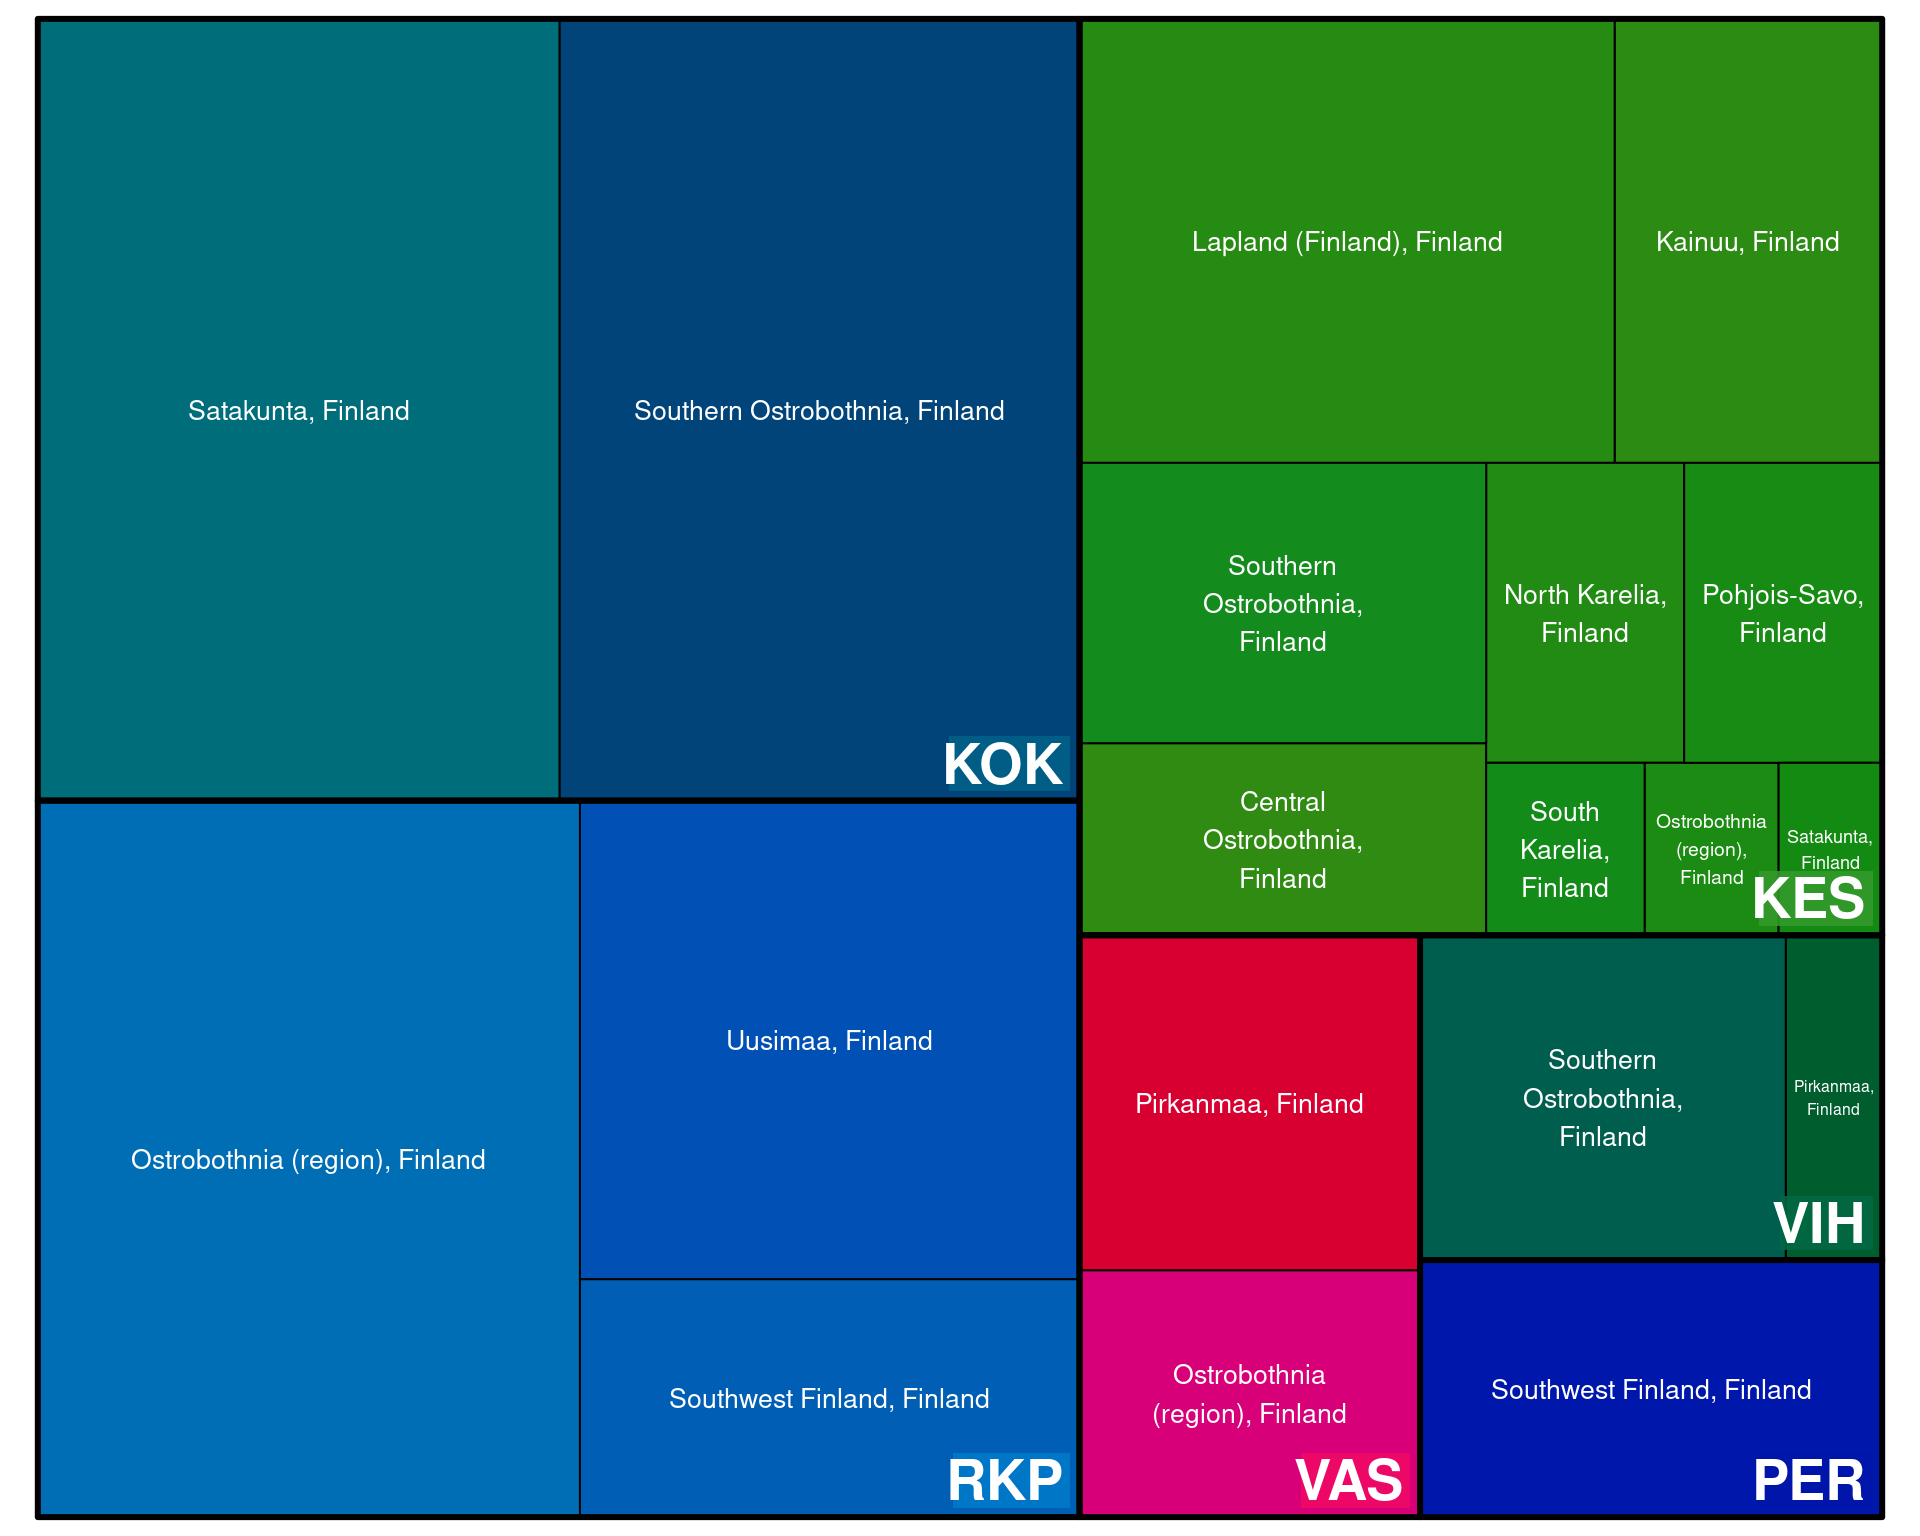 Satakunta, Finland
Southern Ostrobothnia, Finland
KOK
Ostrobothnia (region), Finland
Uusimaa, Finland
Southwest Finland, Finland
RKP
Lapland (Finland), Finland
Kainuu, Finland
Southern
Ostrobothnia,
Finland
North Karelia,
Finland
Pohjois-Savo,
Finland
Central
Ostrobothnia,
Finland
South
Karelia,
Finland
Ostrobothnia
(region),
Finland
Satakunta,
Finland
KES
Pirkanmaa, Finland
Ostrobothnia
(region), Finland
VAS
Southern
Ostrobothnia,
Finland
Pirkanmaa,
Finland
VIH
Southwest Finland, Finland
PER